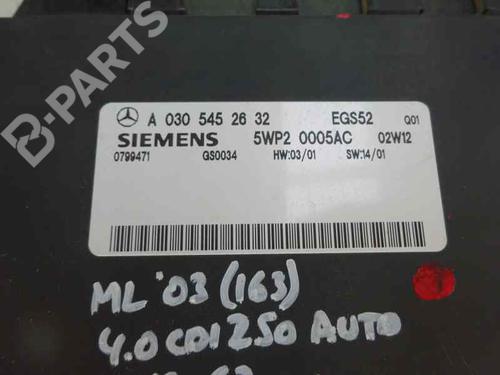 B-PARTS
A 030 545 26 32 EGS52 Q01
SIEMENS 5WP2 0005AC 02W12
0799471 GS0034 HW:03/01 SW:14/01
ML '03 (163)
4.0 CDI 250 AUTO